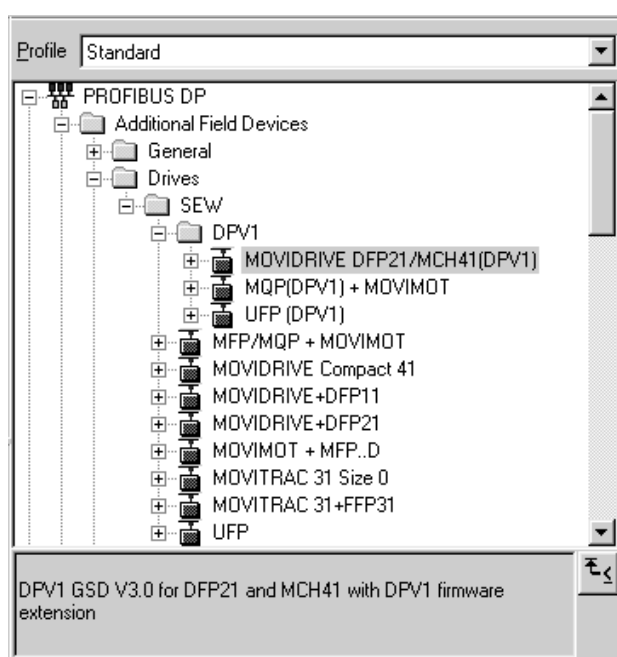 Profile Standard
PROFIBUS DP
Additional Field Devices
General
Drives
SEW
DPV1
MOVIDRIVE DFP21/MCH41(DPV1)
MQP(DPV1) + MOVIMOT
UFP (DPV1)
MFP/MQP + MOVIMOT
MOVIDRIVE Compact 41
MOVIDRIVE+DFP11
MOVIDRIVE+DFP21
MOVIMOT + MFP..D
MOVITRAC 31 Size 0
MOVITRAC 31+FFP31
UFP
DPV1 GSD V3.0 for DFP21 and MCH41 with DPV1 firmware
extension